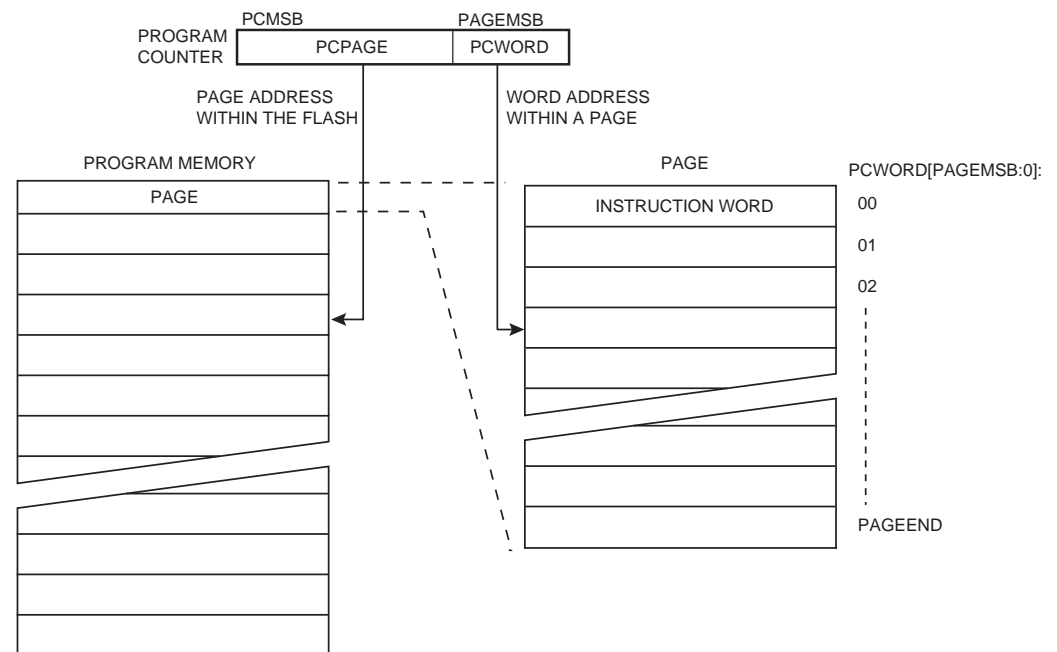 PCMSB
PAGEMSB
PROGRAM
COUNTER
PCPAGE
PCWORD
PAGE ADDRESS
WITHIN THE FLASH
WORD ADDRESS
WITHIN A PAGE
PROGRAM MEMORY
PAGE
PAGE
PCWORD[PAGEMSB:0]:
INSTRUCTION WORD
00
01
02
PAGEEND